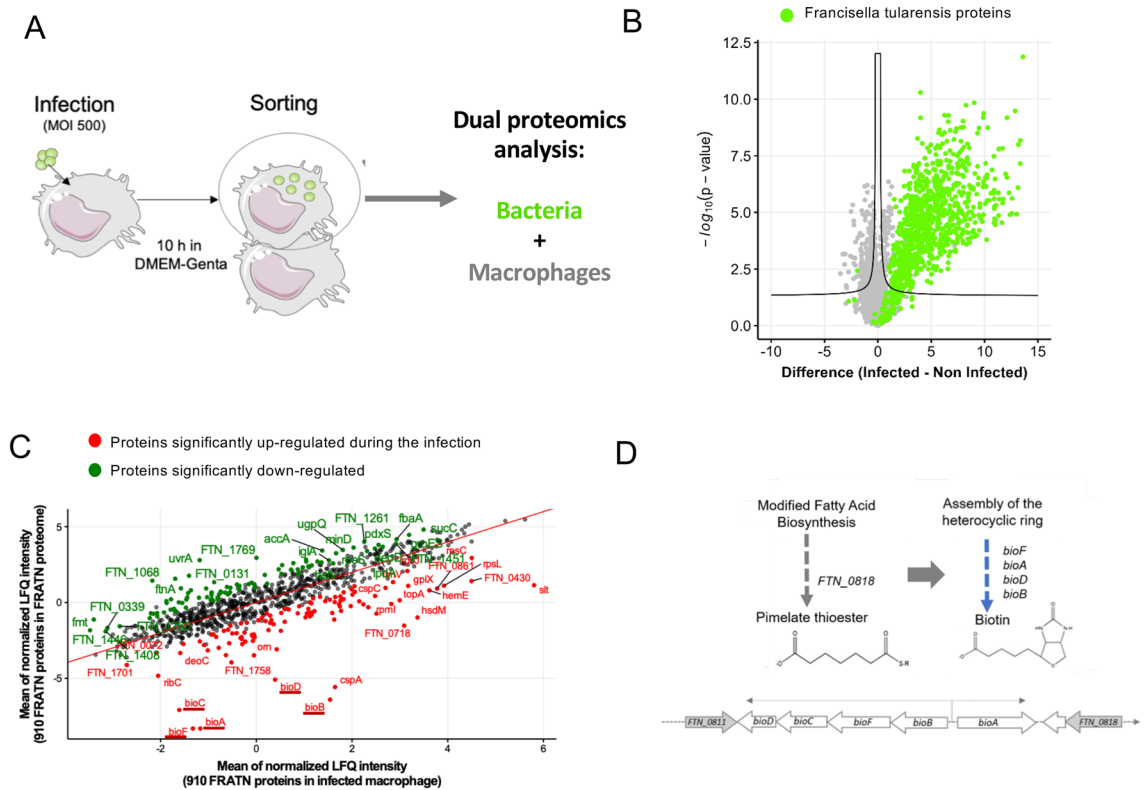 A
Infection
(MOI 500)
Sorting
10 h in
DMEM-Genta
Dual proteomics
analysis:
Bacteria
+
Macrophages
B
Francisella tularensis proteins
12.5
10.0
7.5
5.0
2.5
0.0
-log10(p − value)
-10
-5
0
5
10
15
Difference (Infected - Non Infected)
C
Proteins significantly up-regulated during the infection
Proteins significantly down-regulated
Mean of normalized LFQ intensity
(910 FRATN proteins in FRATN proteome)
5
0
-5
FTN_1261
fbaA
ugpQ
sucC
accA
minD
pdxS
iglA
uvrA
FTN_1769
FTN_1451
FTN_0861
rpsL
FTN_1068
FTN_0131
FTN_0430
ftnA
gplX
slt
cspC
topA
hemE
FTN_0339
rpmI
hsdM
fmt
FTN_0718
deoC
orn
FTN_1408
FTN_1758
FTN_1701
ribC
bioD
cspA
bioC
bioB
bioA
bioF
-2
0
2
4
6
Mean of normalized LFQ intensity
(910 FRATN proteins in infected macrophage)
D
Modified Fatty Acid
Biosynthesis
FTN_0818
Pimelate thioester
O-
O
O
S-R
Assembly of the
heterocyclic ring
bioF
bioA
bioD
bioB
Biotin
FTN_0811
bioD
bioC
bioF
bioB
bioA
FTN_0818